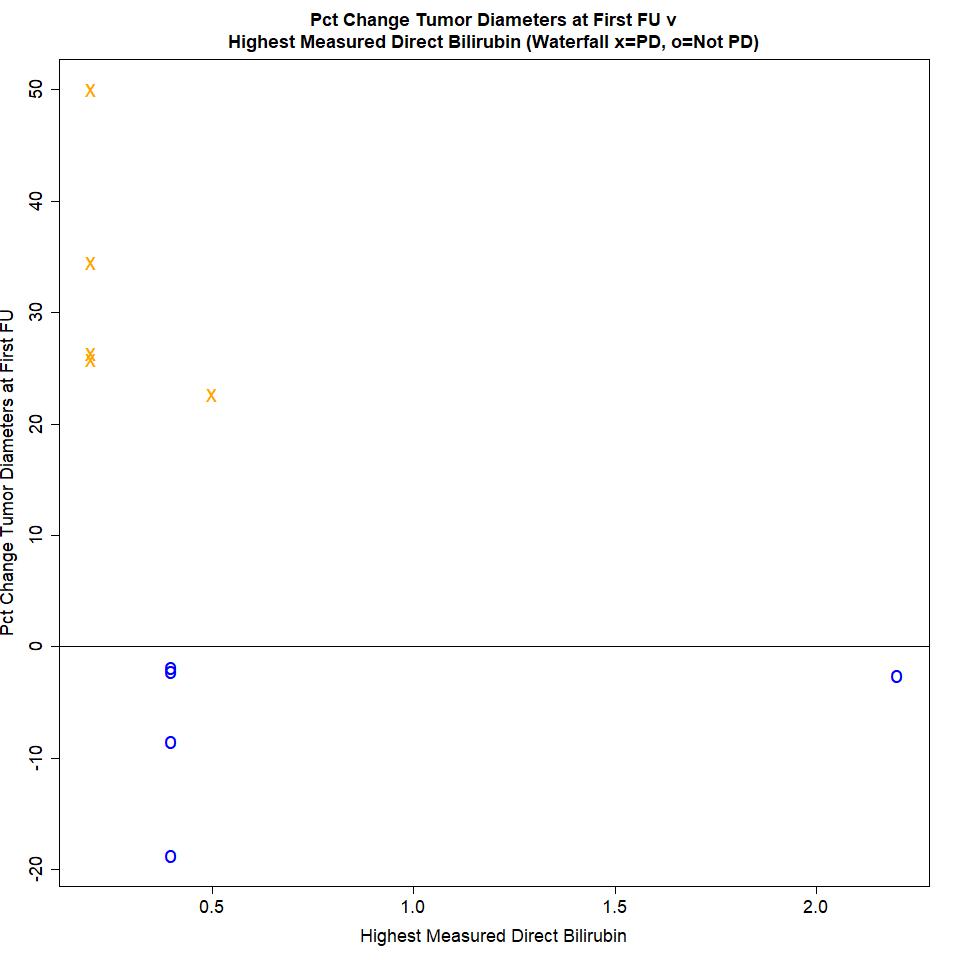 Pct Change Tumor Diameters at First FU v
Highest Measured Direct Bilirubin (Waterfall x=PD, o=Not PD)
Pct Change Tumor Diameters at First FU
50
40
30
20
10
0
-10
-20
X
X
X
X
X
O
O
O
O
O
0.5 1.0 1.5 2.0
Highest Measured Direct Bilirubin